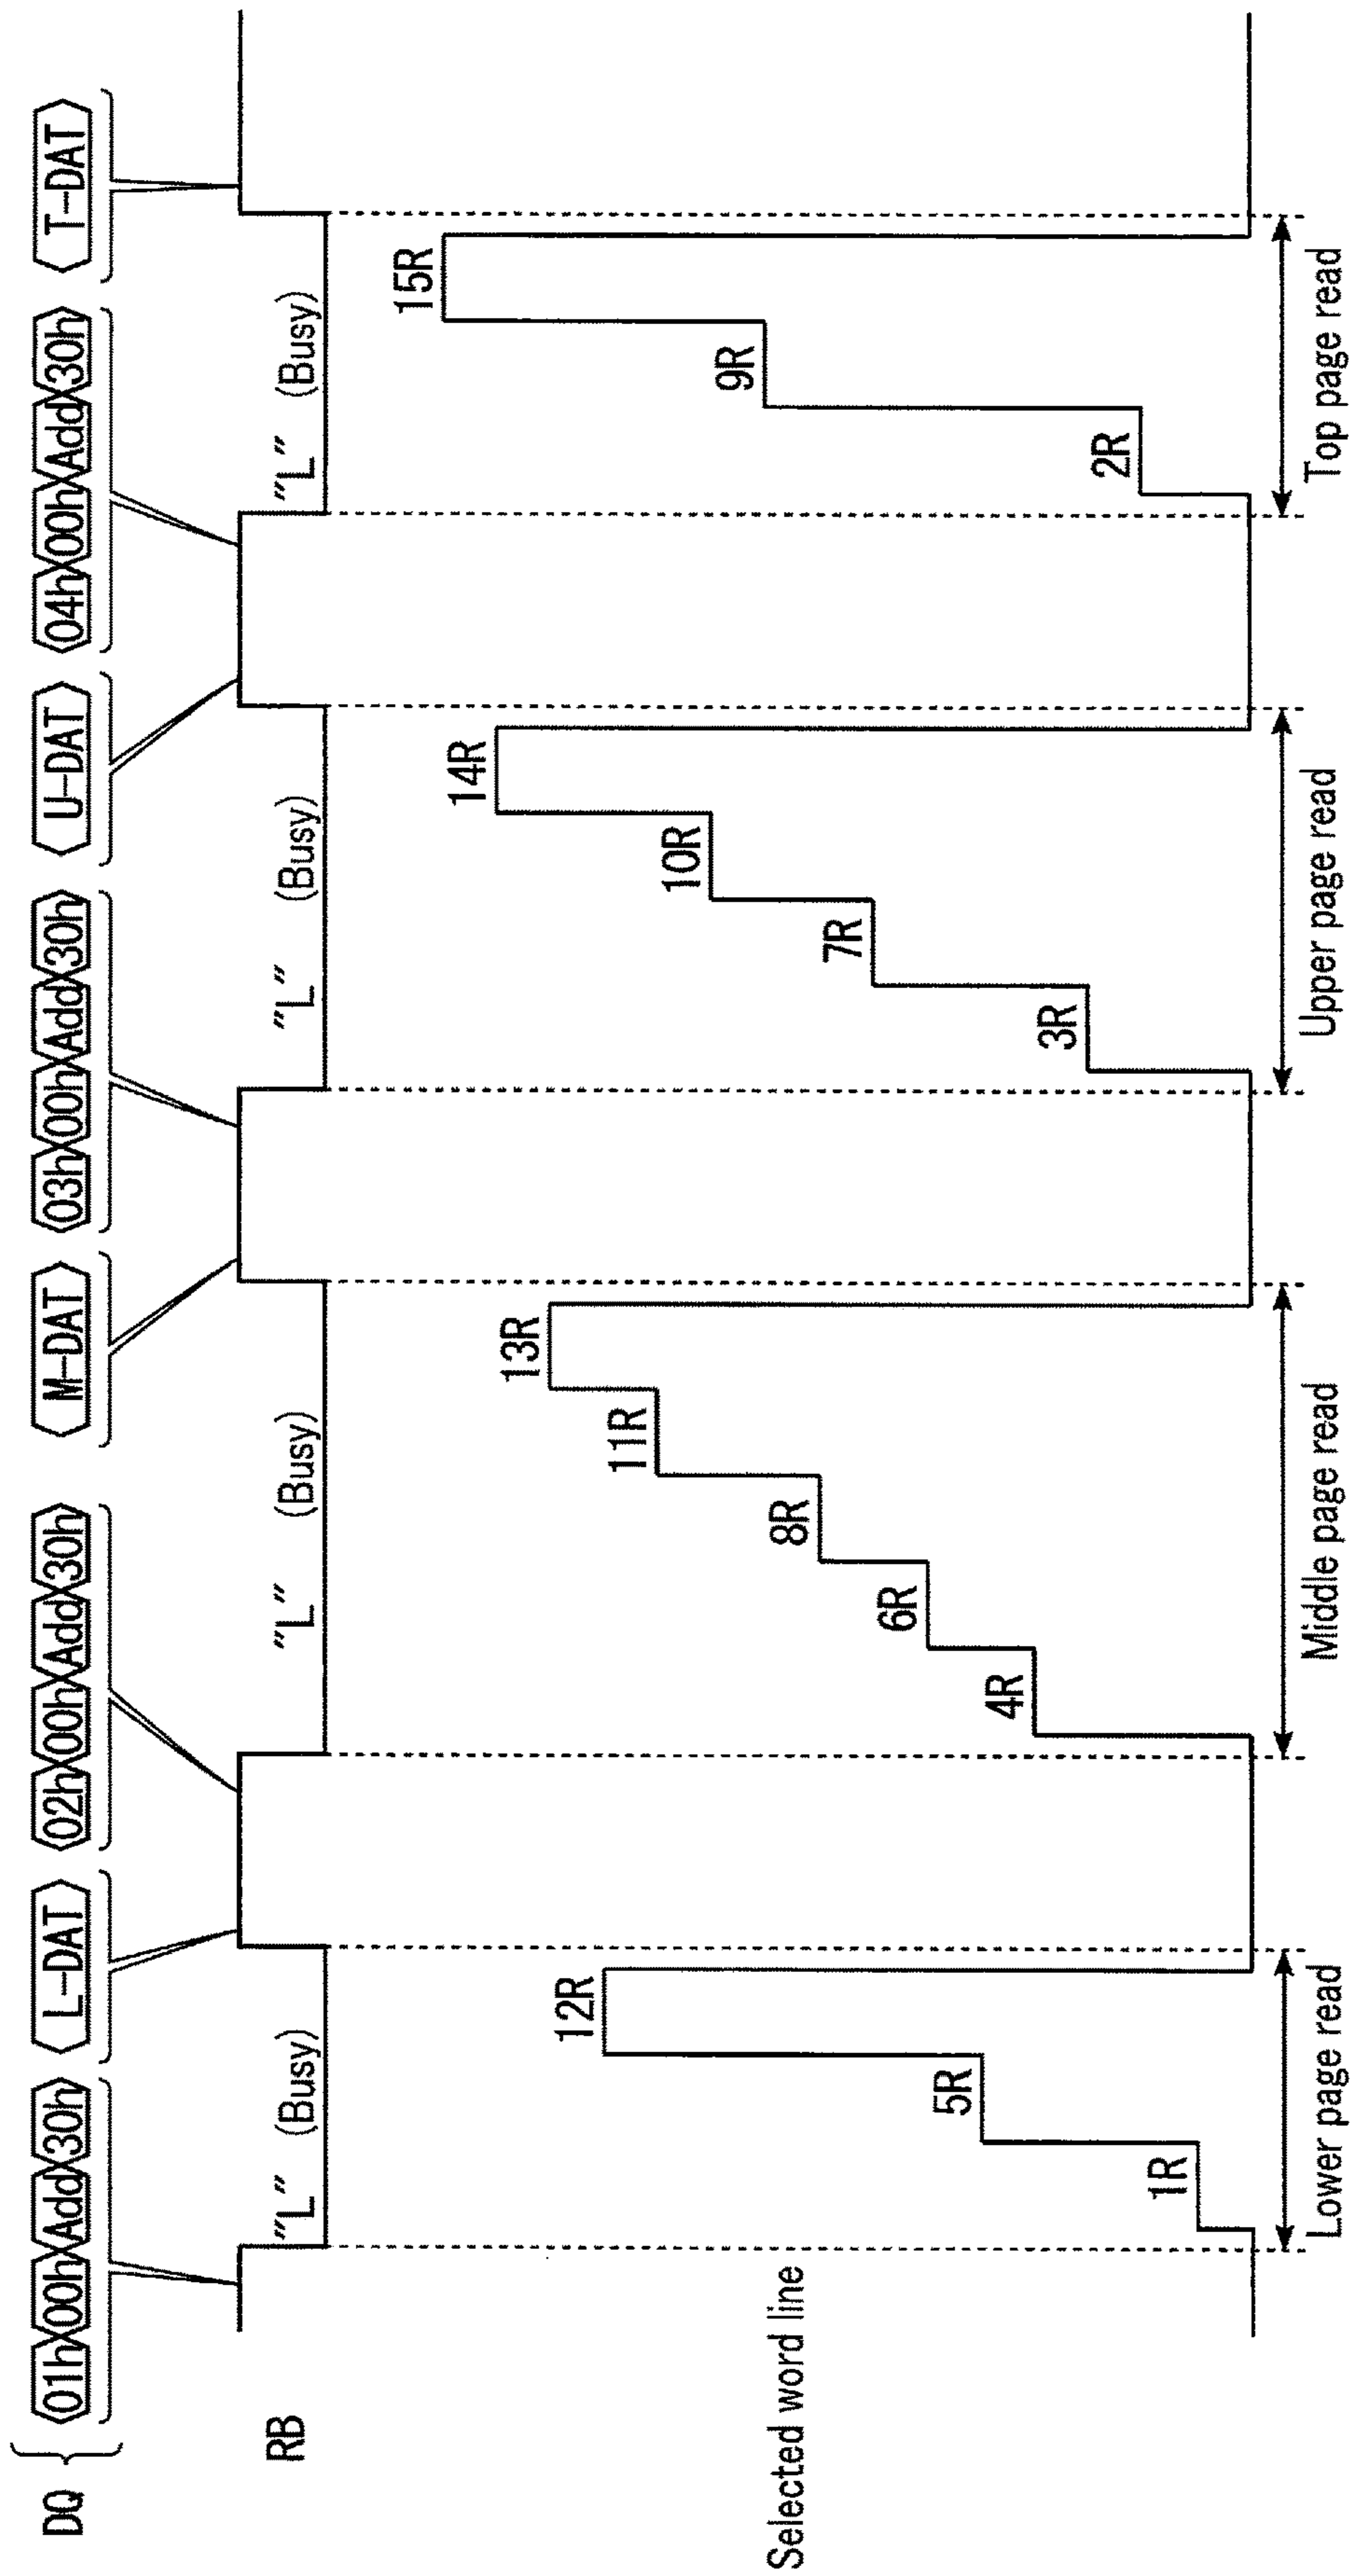 DQ
01h 00h Add 30h L-DAT 02h 00h Add 30h M-DAT 03h 00h Add 30h U-DAT 04h 00h Add 30h T-DAT
RB
"L" (Busy) "L" (Busy) "L" (Busy) "L" (Busy)
Selected word line
1R 5R 12R
4R 6R 8R 11R 13R
3R 7R 10R 14R
2R 9R 15R
Lower page read Middle page read Upper page read Top page read